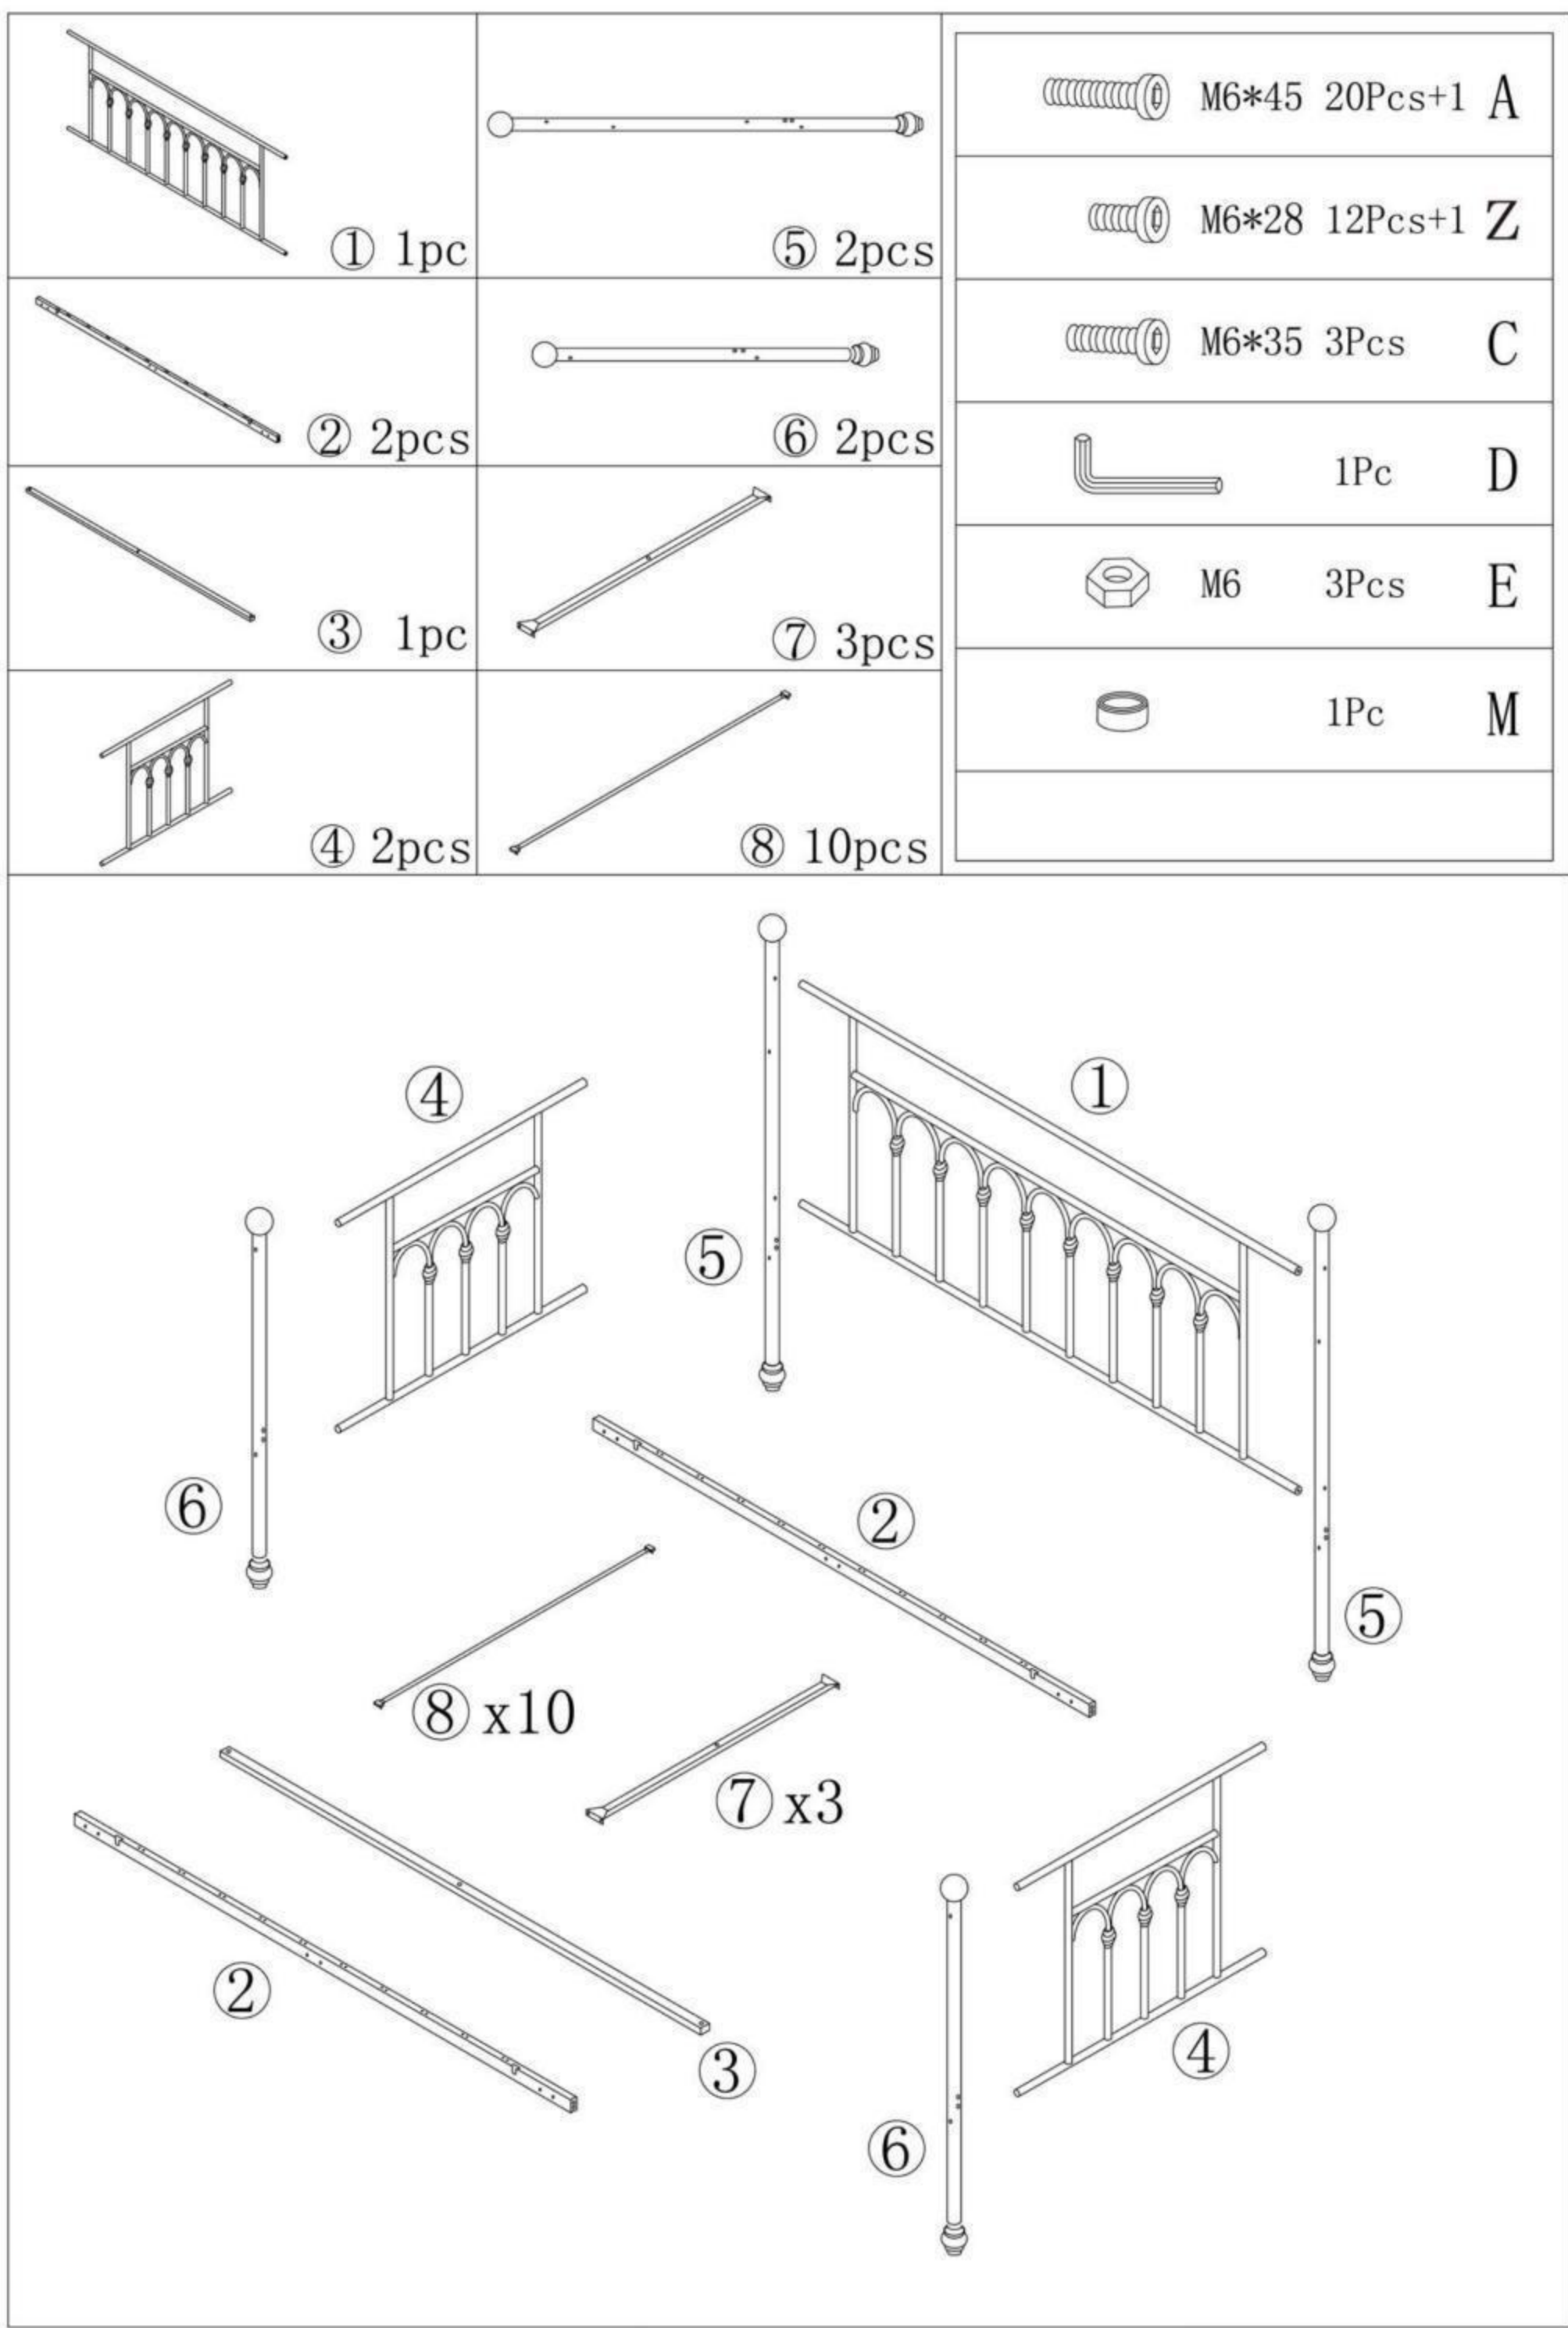 ① 1pc
⑤ 2pcs
② 2pcs
⑥ 2pcs
③ 1pc
⑦ 3pcs
④ 2pcs
⑧ 10pcs
M6*45 20Pcs+1 A
M6*28 12Pcs+1 Z
M6*35 3Pcs C
1Pc D
M6 3Pcs E
1Pc M
④
①
⑤
⑥
②
⑤
⑧ x10
⑦ x3
②
③
④
⑥